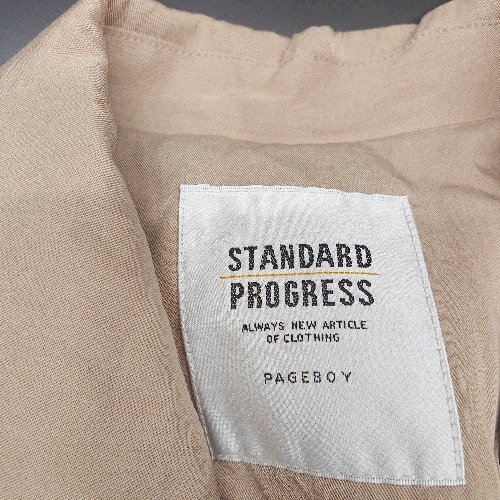 STANDARD
PROGRESS
ALWAYS NEW ARTICLE
OF CLOTHING
PAGEBOY